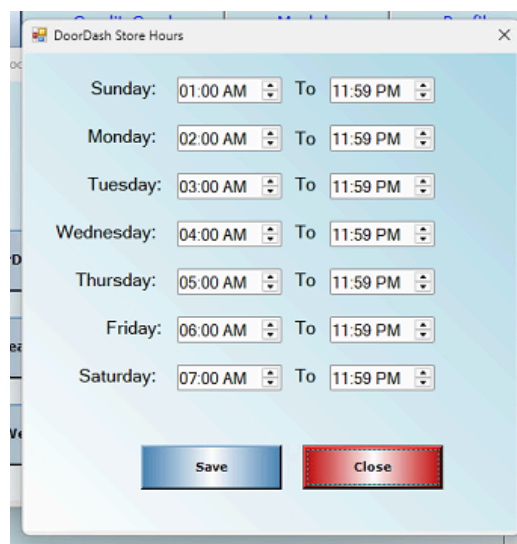 DoorDash Store Hours
Sunday: 01:00 AM To 11:59 PM
Monday: 02:00 AM To 11:59 PM
Tuesday: 03:00 AM To 11:59 PM
Wednesday: 04:00 AM To 11:59 PM
Thursday: 05:00 AM To 11:59 PM
Friday: 06:00 AM To 11:59 PM
Saturday: 07:00 AM To 11:59 PM
Save Close